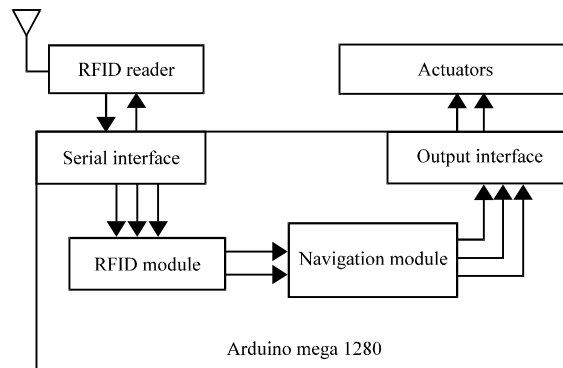 RFID reader
Actuators
Serial interface
Output interface
RFID module
Navigation module
Arduino mega 1280